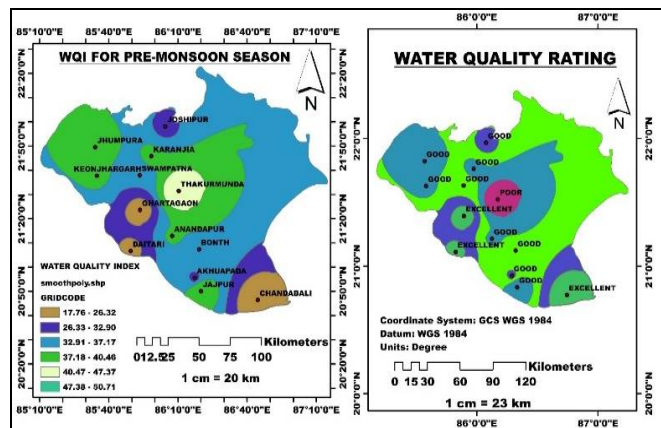 85°10'0"E 85°40'0"E 86°10'0"E 86°40'0"E 87°10'0"E
WQI FOR PRE-MONSOON SEASON
N
22°20'0"N
21°50'0"N
21°20'0"N
20°50'0"N
20°20'0"N
JOSHIPUR
JHUMPURA
KARANJIA
KEONJHARGARH
SWAMPATNA
THAKURMUNDA
GHARTAGAON
ANANDAPUR
DAITARI
BONTH
AKHUAPADA
JAJPUR
CHANDABALI
WATER QUALITY INDEX
smoothpoly.shp
GRIDCODE
17.76 - 26.32
26.33 - 32.90
32.91 - 37.17
37.18 - 40.46
40.47 - 47.37
47.38 - 50.71
Kilometers
012.525 50 75 100
1 cm = 20 km
22°20'0"N
21°50'0"N
21°20'0"N
20°50'0"N
20°20'0"N
85°10'0"E 85°40'0"E 86°10'0"E 86°40'0"E 87°10'0"E
86°0'0"E 87°0'0"E
WATER QUALITY RATING
N
22°0'0"N
21°0'0"N
20°0'0"N
GOOD
GOOD
GOOD
GOOD
GOOD
POOR
EXCELLENT
GOOD
EXCELLENT
GOOD
GOOD
GOOD
EXCELLENT
Coordinate System: GCS WGS 1984
Datum: WGS 1984
Units: Degree
Kilometers
0 15 30 60 90 120
1 cm = 23 km
22°0'0"N
21°0'0"N
20°0'0"N
86°0'0"E 87°0'0"E